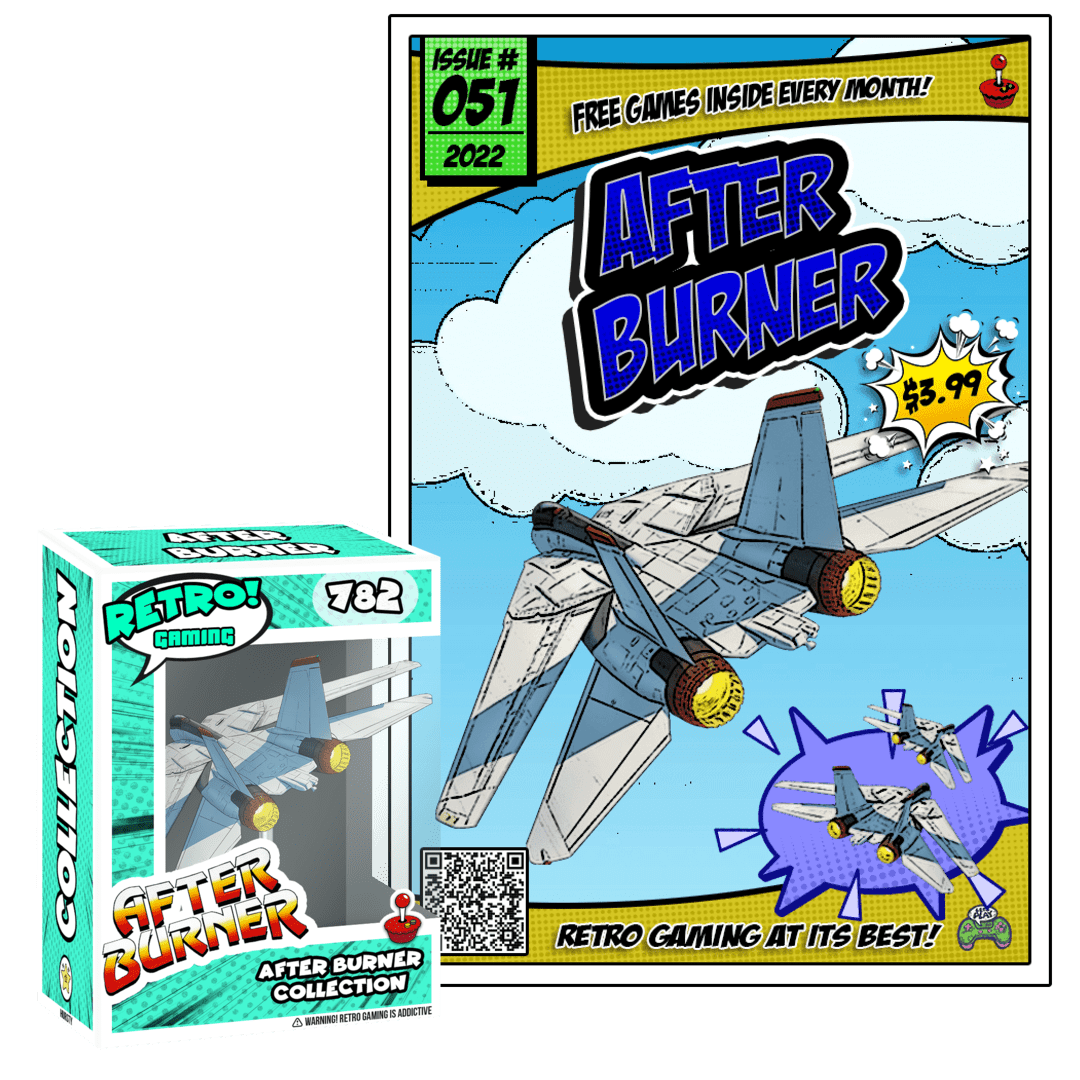 ISSUE #
051
2022
FREE GAMES INSIDE EVERY MONTH!
AFTER
BURNER
$3.99
RETRO GAMING AT ITS BEST!
AFTER
BURNER
RETRO!
GAMING
782
COLLECTION
AFTER
BURNER
AFTER BURNER
COLLECTION
WARNING! RETRO GAMING IS ADDICTIVE